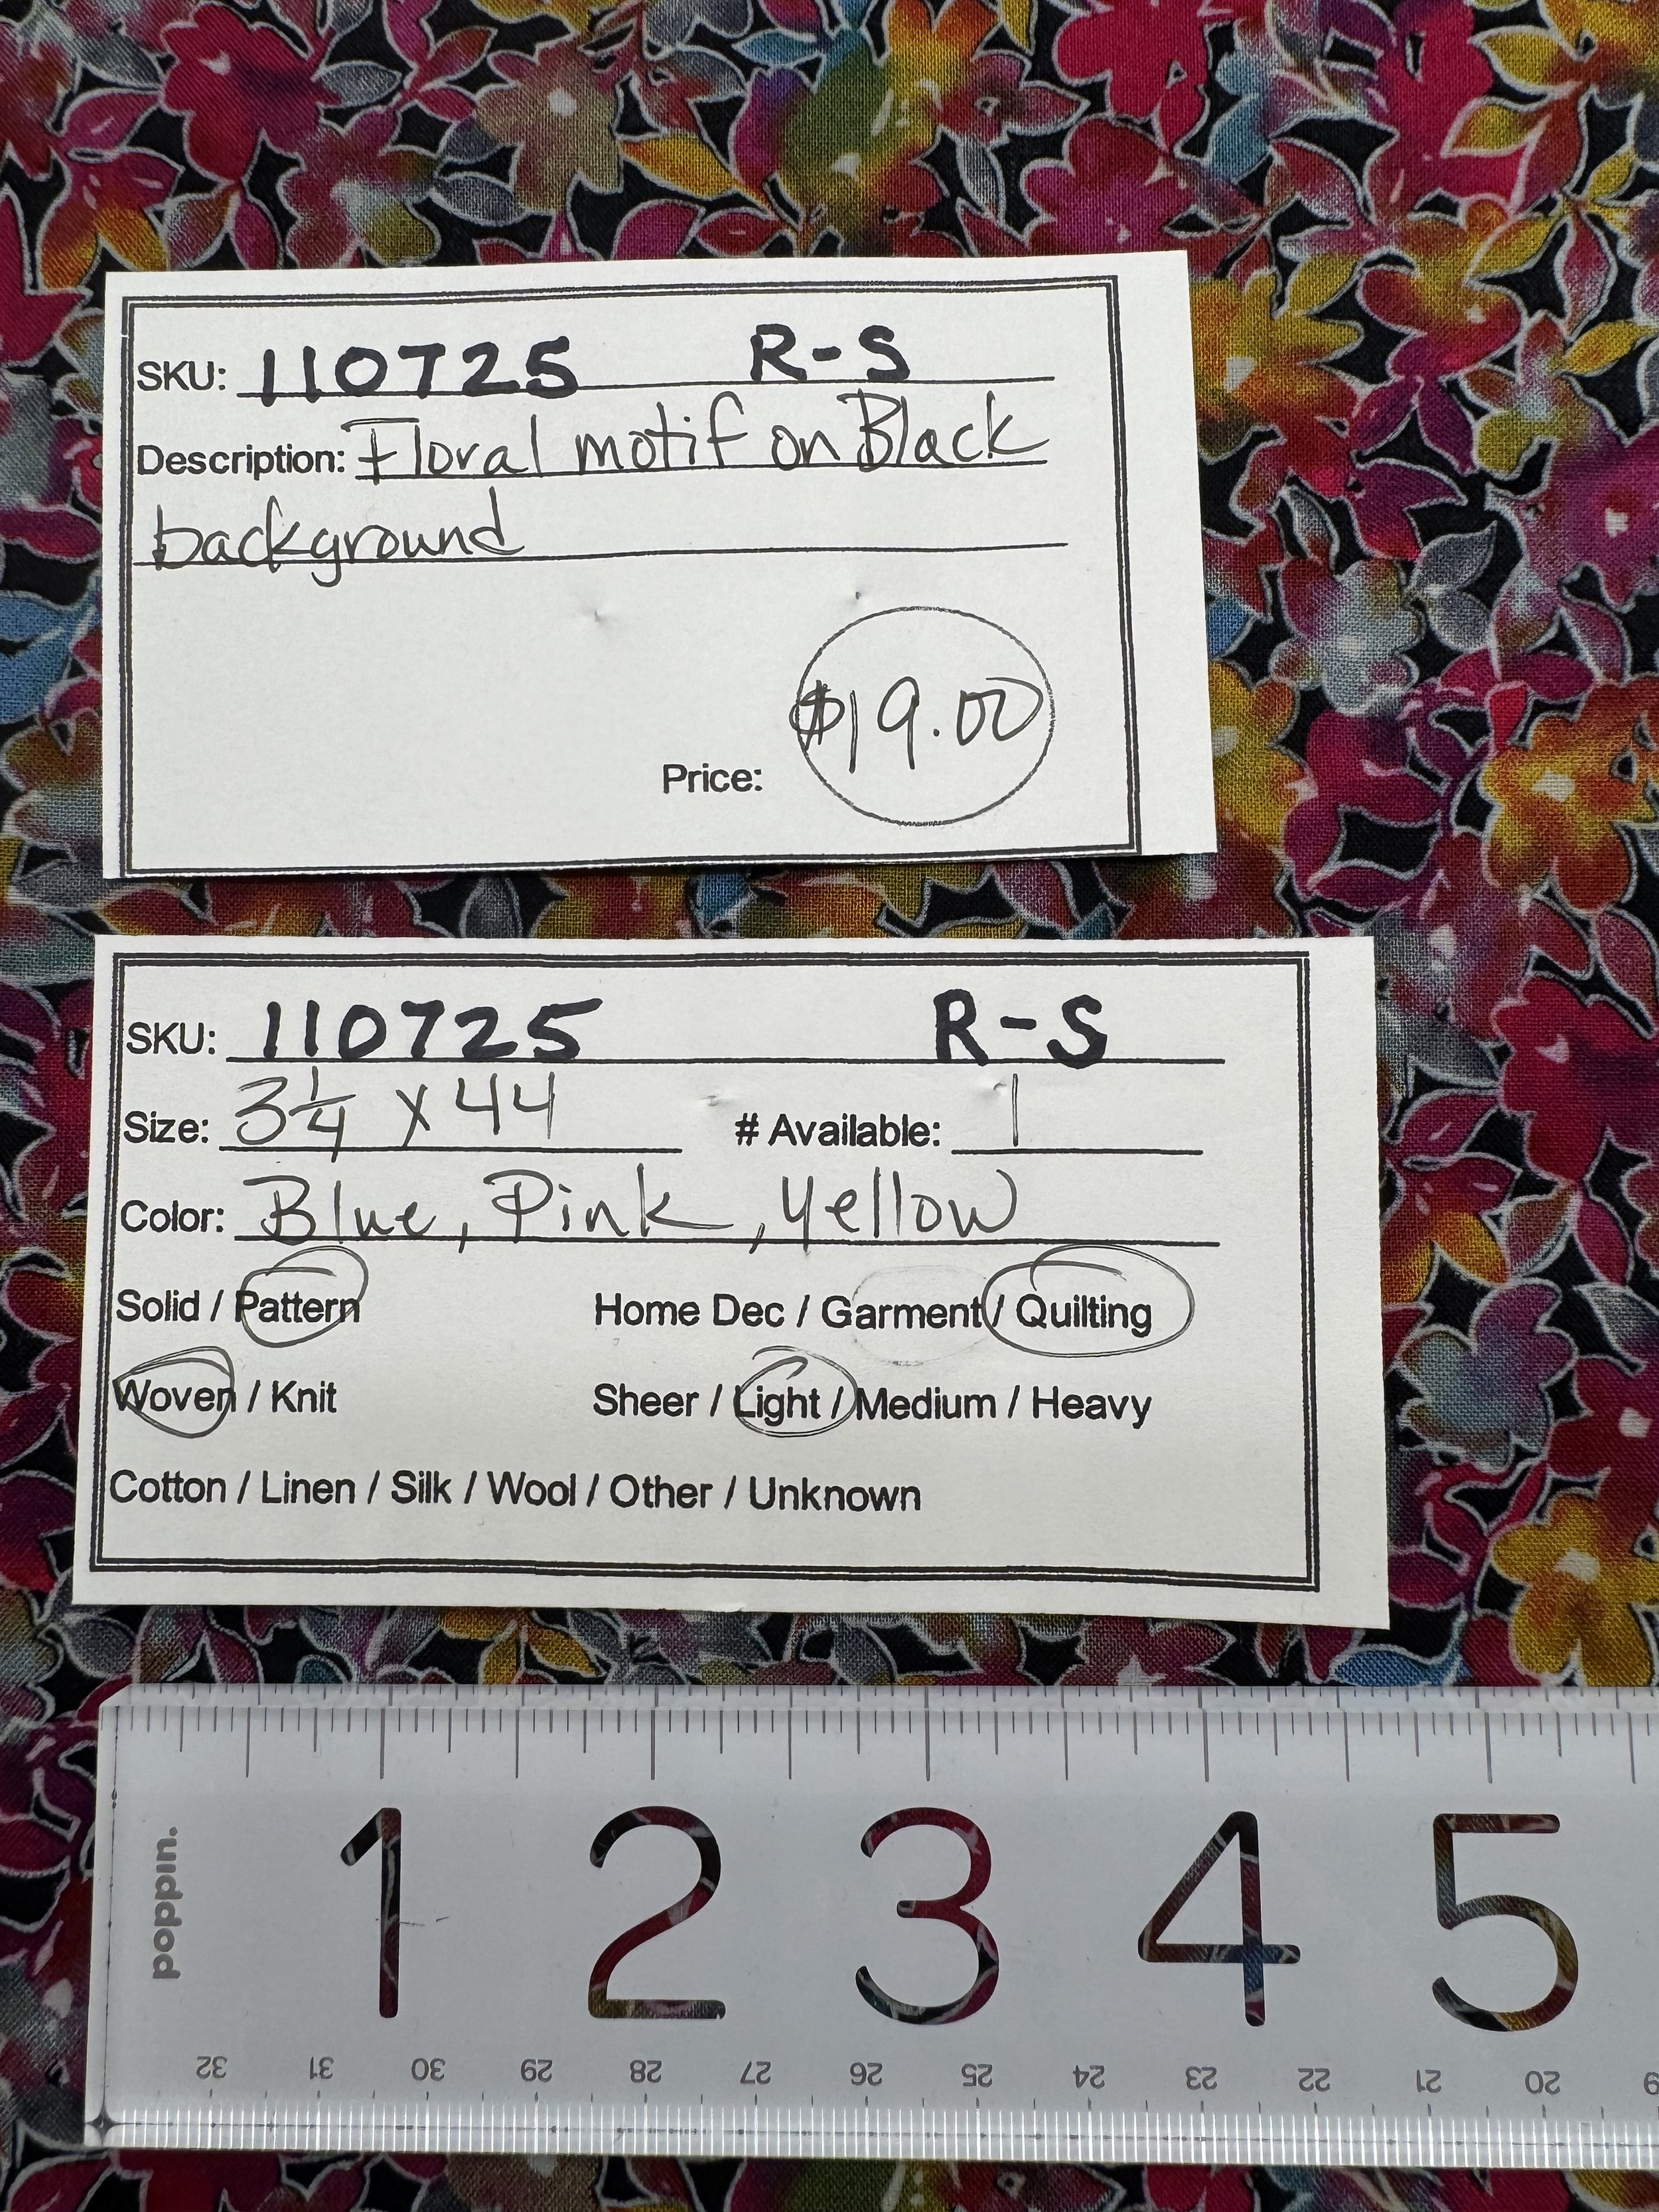 SKU: 110725 R-S
Description: Floral motif on Black
background
$19.00
Price:
SKU: 110725 R-S
Size: 3 1/4 x 44 # Available: 1
Color: Blue, Pink, Yellow
Solid / Pattern Home Dec / Garment / Quilting
Woven / Knit Sheer / Light / Medium / Heavy
Cotton / Linen / Silk / Wool / Other / Unknown
poppin.
1 2 3 4 5
32 31 30 29 28 27 26 25 24 23 22 21 20